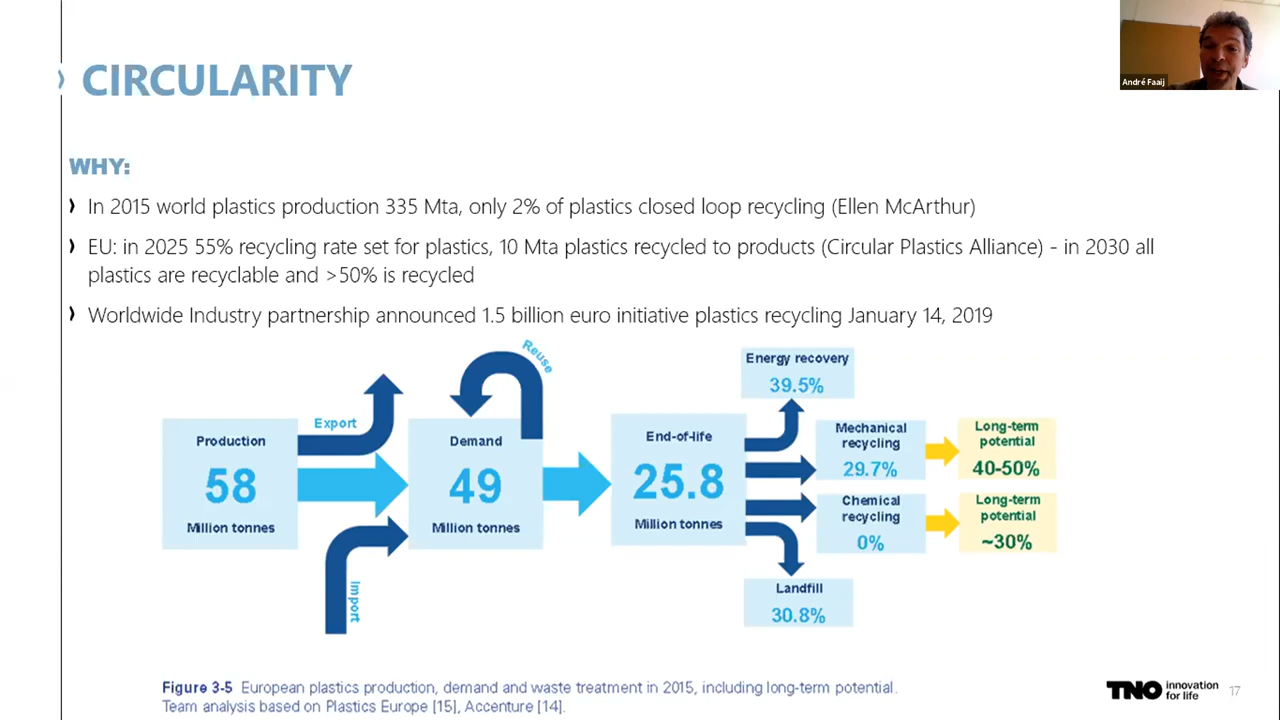 André Faaij
CIRCULARITY
WHY:
In 2015 world plastics production 335 Mta, only 2% of plastics closed loop recycling (Ellen McArthur)
EU: in 2025 55% recycling rate set for plastics, 10 Mta plastics recycled to products (Circular Plastics Alliance) - in 2030 all
plastics are recyclable and >50% is recycled
Worldwide Industry partnership announced 1.5 billion euro initiative plastics recycling January 14, 2019
Production
58
Million tonnes
Export
Import
Reuse
Demand
49
Million tonnes
End-of-life
25.8
Million tonnes
Energy recovery
39.5%
Mechanical
recycling
29.7%
Long-term
potential
40-50%
Chemical
recycling
0%
Long-term
potential
~30%
Landfill
30.8%
Figure 3-5 European plastics production, demand and waste treatment in 2015, including long-term potential.
Team analysis based on Plastics Europe [15], Accenture [14].
TNO innovation
for life
17